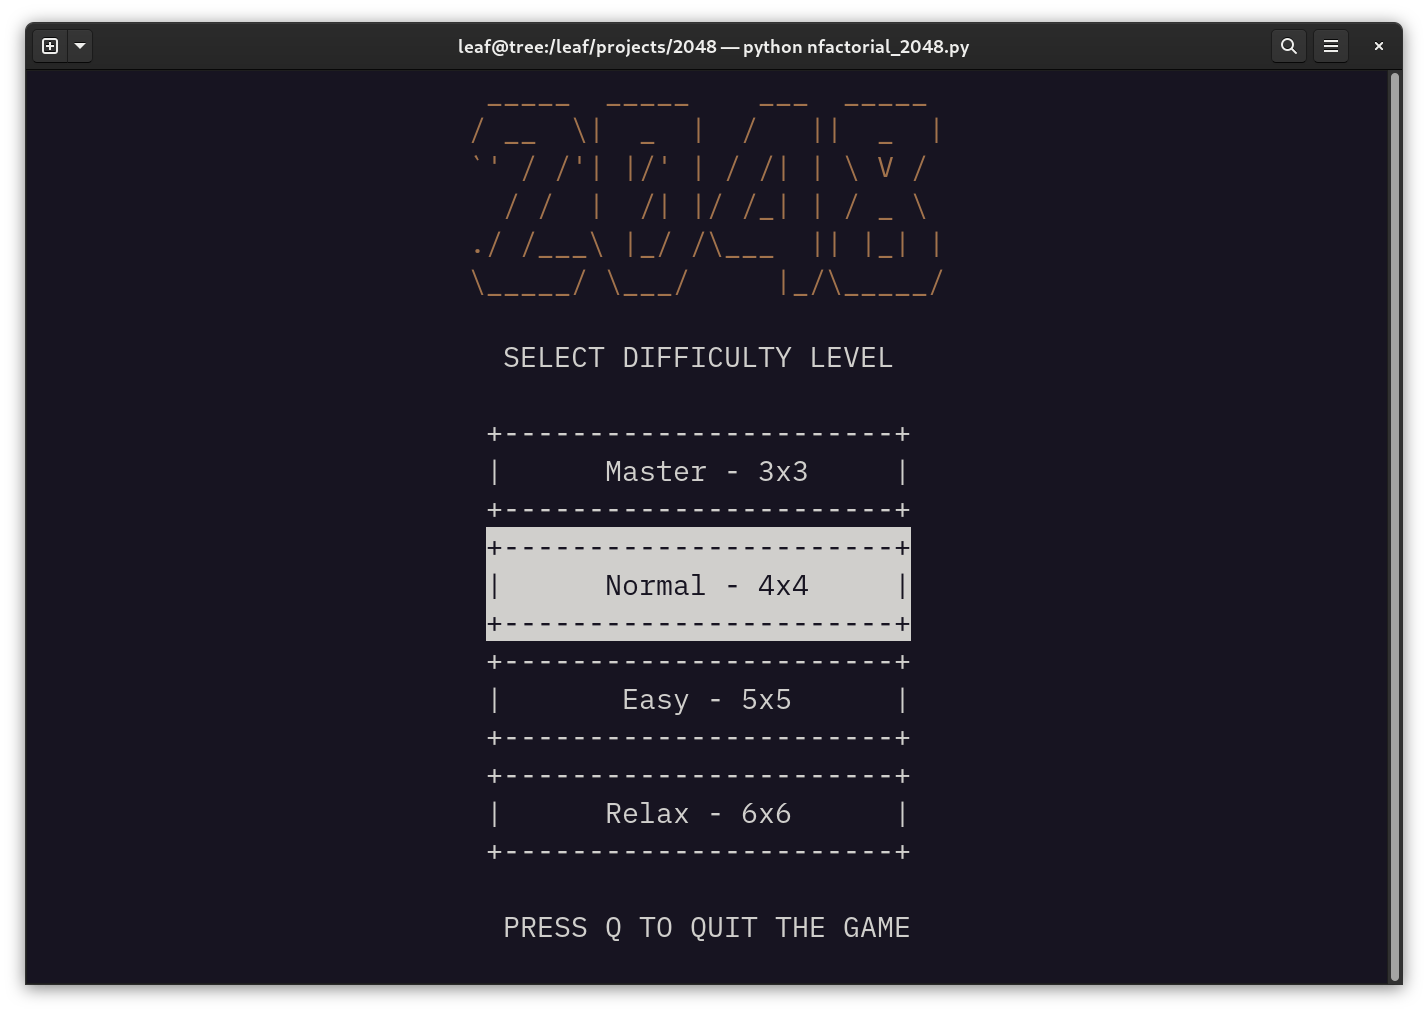 leaf@tree:/leaf/projects/2048 — python nfactorial_2048.py
2048
SELECT DIFFICULTY LEVEL
Master - 3x3
Normal - 4x4
Easy - 5x5
Relax - 6x6
PRESS Q TO QUIT THE GAME